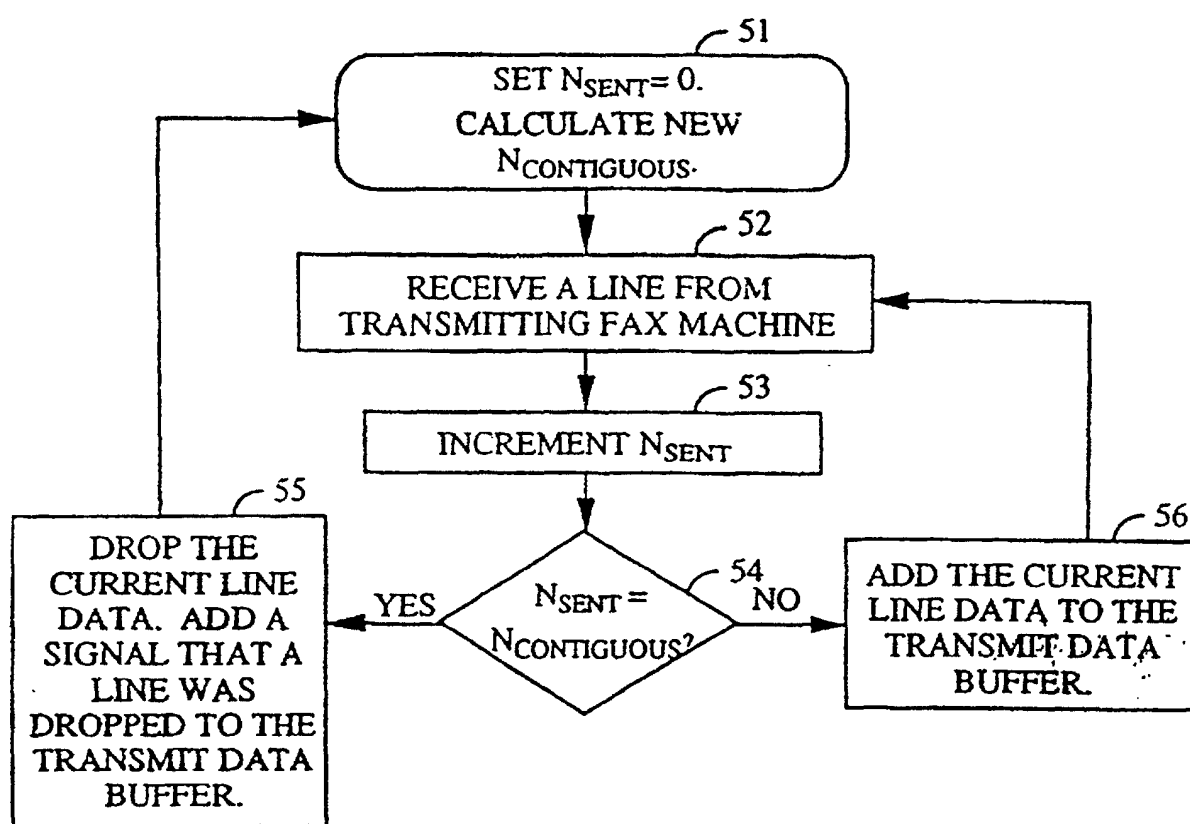 51
SET NSENT= 0.
CALCULATE NEW
NCONTIGUOUS.
52
RECEIVE A LINE FROM
TRANSMITTING FAX MACHINE
53
INCREMENT NSENT
54
NSENT =
NCONTIGUOUS?
YES
NO
55
DROP THE
CURRENT LINE
DATA. ADD A
SIGNAL THAT A
LINE WAS
DROPPED TO THE
TRANSMIT DATA
BUFFER.
56
ADD THE CURRENT
LINE DATA TO THE
TRANSMIT DATA
BUFFER.